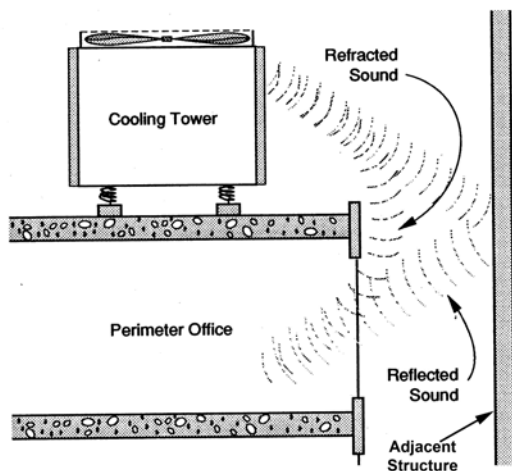 Refracted
Sound
Cooling Tower
Perimeter Office
Reflected
Sound
Adjacent
Structure